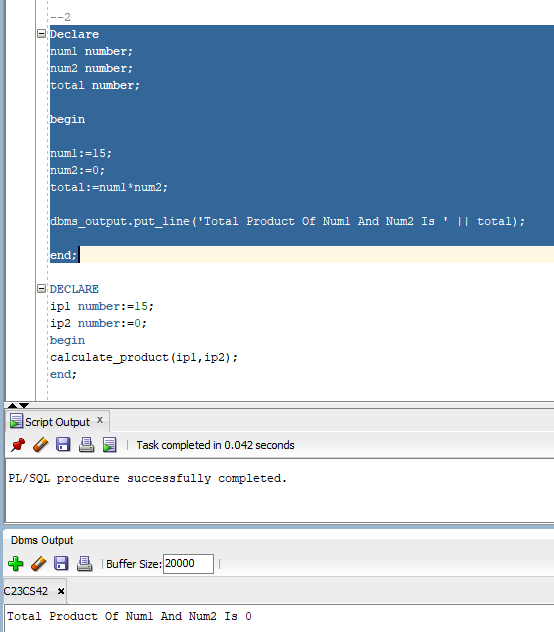 --2
Declare
num1 number;
num2 number;
total number;
begin
num1:=15;
num2:=0;
total:=num1*num2;
dbms_output.put_line('Total Product Of Num1 And Num2 Is ' || total);
end;
DECLARE
ip1 number:=15;
ip2 number:=0;
begin
calculate_product(ip1,ip2);
end;
Script Output x
Task completed in 0.042 seconds
PL/SQL procedure successfully completed.
Dbms Output
Buffer Size: 20000
C23CS42 x
Total Product Of Num1 And Num2 Is 0